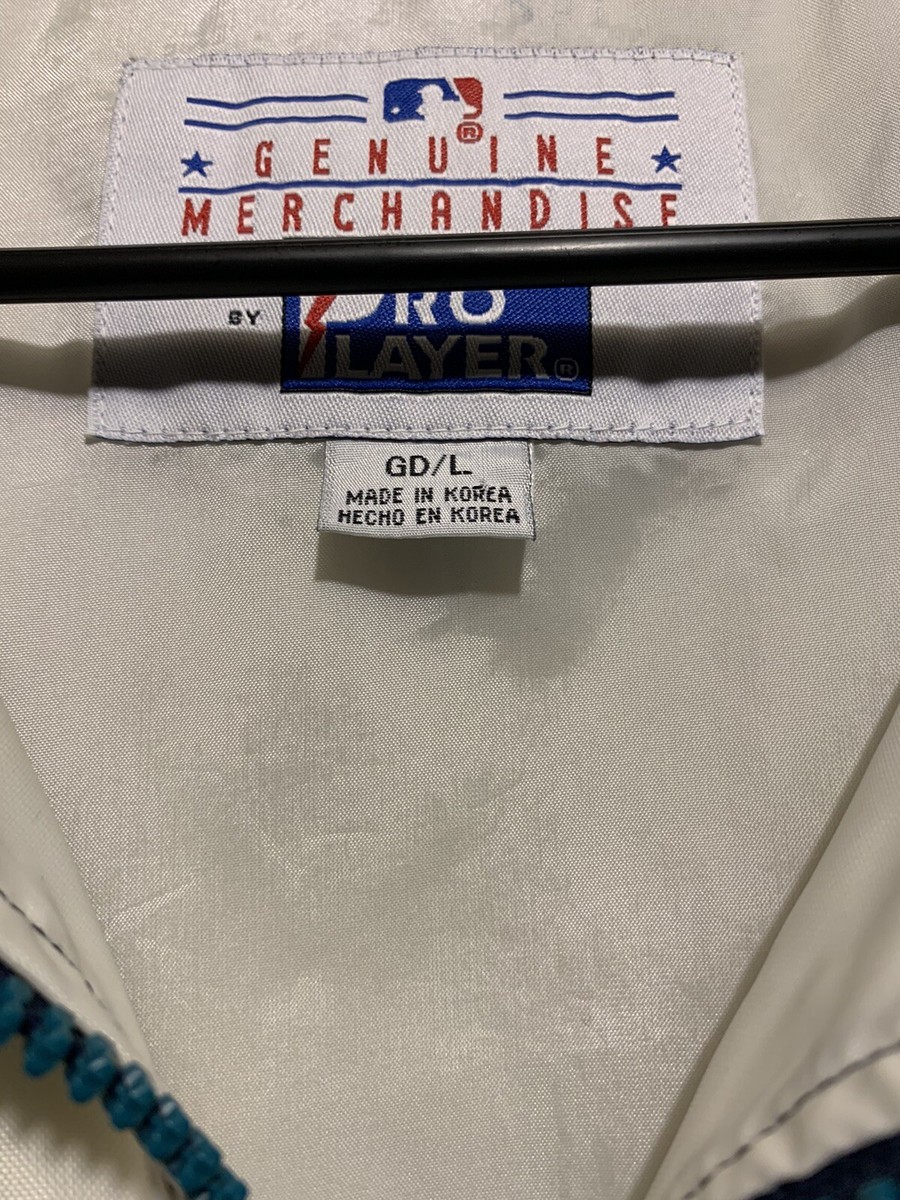 GENUINE
MERCHANDISE
BY PRO
PLAYER®
GD/L
MADE IN KOREA
HECHO EN KOREA